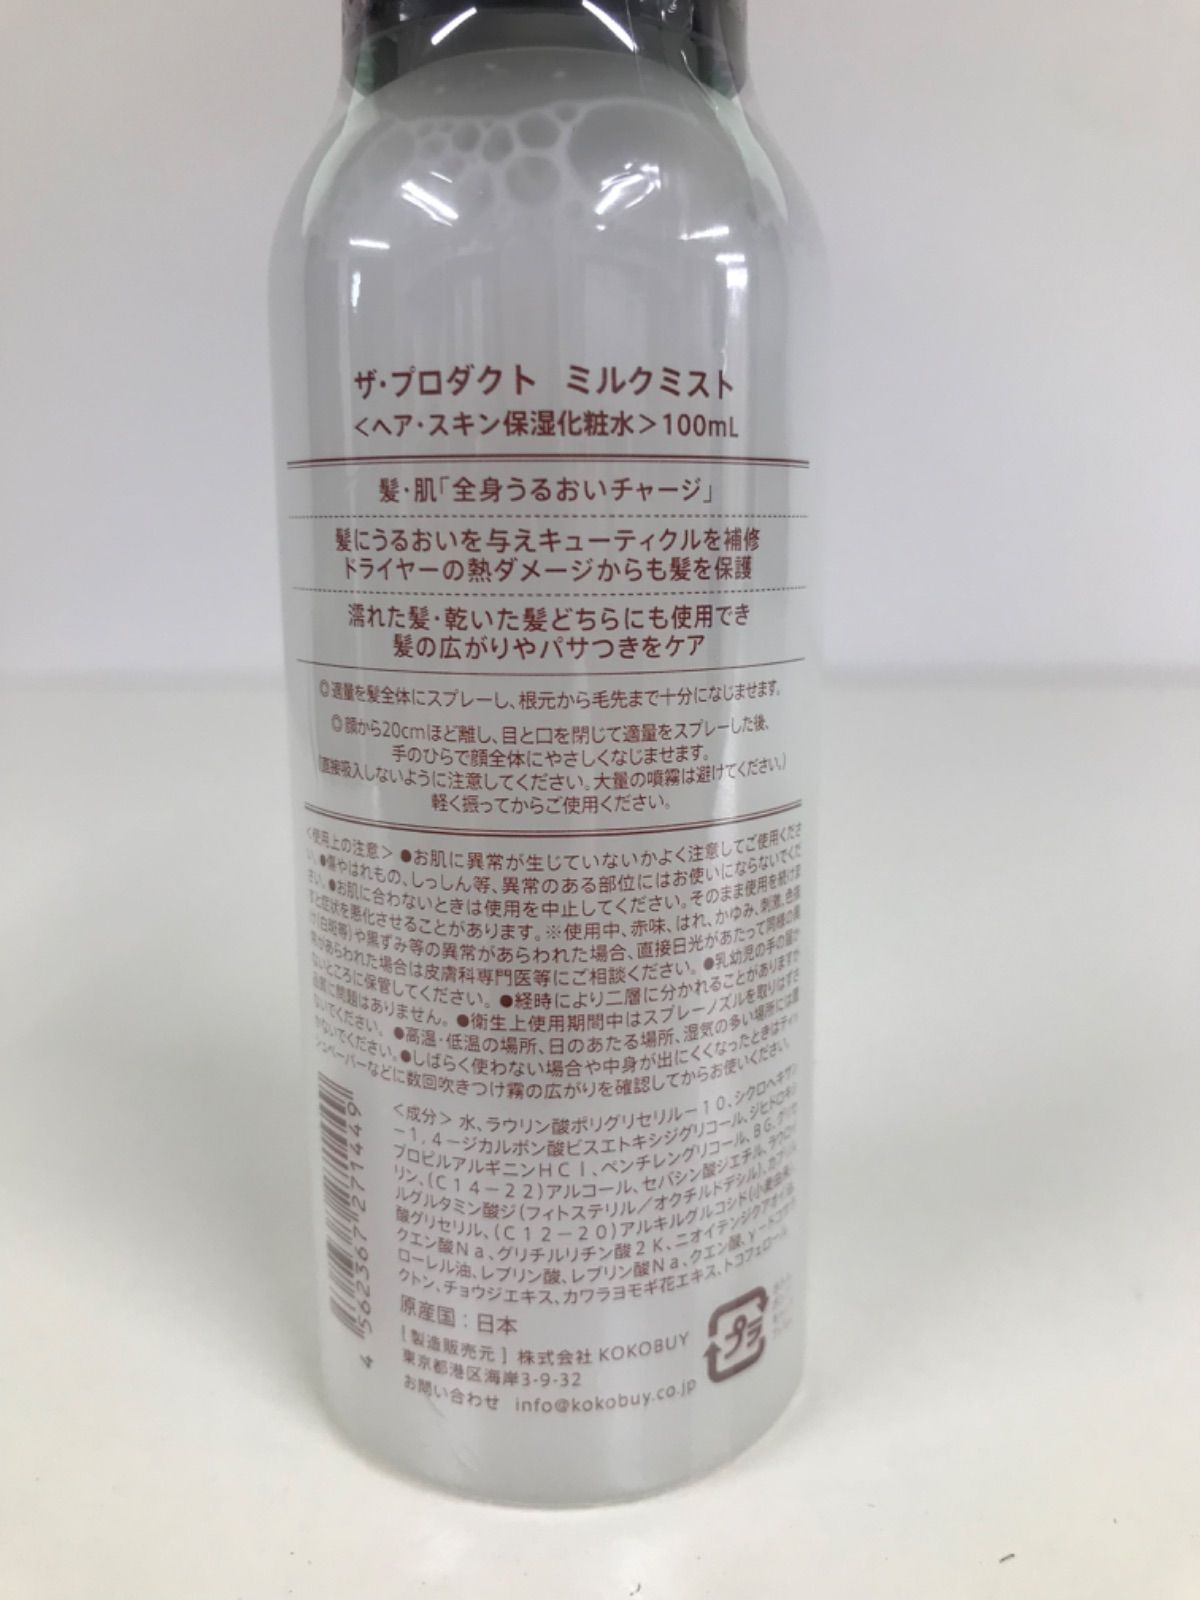 ザ・プロダクト ミルクミスト
<ヘア・スキン保湿化粧水>100mL
髪・肌「全身うるおいチャージ」
髪にうるおいを与えキューティクルを補修
ドライヤーの熱ダメージからも髪を保護
濡れた髪・乾いた髪どちらにも使用でき
髪の広がりやパサつきをケア
◎適量を髪全体にスプレーし、根元から毛先まで十分になじませます。
◎顔から20cmほど離し、目と口を閉じて適量をスプレーした後、
手のひらで顔全体にやさしくなじませます。
(直接吸入しないように注意してください。大量の噴霧は避けてください。)
軽く振ってからご使用ください。
<使用上の注意> ●お肌に異常が生じていないかよく注意してご使用くださ
い。●傷やはれもの、しっしん等、異常のある部位にはお使いにならないでくだ
さい。●お肌に合わないときは使用を中止してください。そのまま使用を続けま
すと症状を悪化させることがあります。※使用中、赤味、はれ、かゆみ、刺激、色抜
け(白斑等)や黒ずみ等の異常があらわれた場合、直接日光があたって同様の異
常があらわれた場合は皮膚科専門医等にご相談ください。 ●乳幼児の手の届か
ないところに保管してください。 ●経時により二層に分かれることがありますが
品質に問題はありません。 ●衛生上使用期間中はスプレーノズルを取りはずさ
ないでください。 ●高温・低温の場所、日のあたる場所、湿気の多い場所には置
かないでください。●しばらく使わない場合や中身が出にくくなったときはティッ
シュペーパーなどに数回吹きつけ霧の広がりを確認してからお使いください。
<成分> 水、ラウリン酸ポリグリセリル－１０、シクロヘキサン
－１,４－ジカルボン酸ビスエトキシジグリコール、ジヒドロキシ
プロピルアルギニンＨＣｌ、ペンチレングリコール、ＢＧ、グリセ
リン、(Ｃ１４－２２)アルコール、セバシン酸ジエチル、ラウロイ
ルグルタミン酸ジ(フィトステリル／オクチルドデシル)、カプリル
酸グリセリル、(Ｃ１２－２０)アルキルグルコシド(小麦由来)、
クエン酸Ｎａ、グリチルリチン酸２Ｋ、ニオイテンジクアオイ油、
ローレル油、レブリン酸、レブリン酸Ｎａ、クエン酸、γ－ドコサラ
クトン、チョウジエキス、カワラヨモギ花エキス、トコフェロール
原産国：日本
[製造販売元] 株式会社 KOKOBUY
東京都港区海岸3-9-32
お問い合わせ info@kokobuy.co.jp
4 562367 271449
プラ